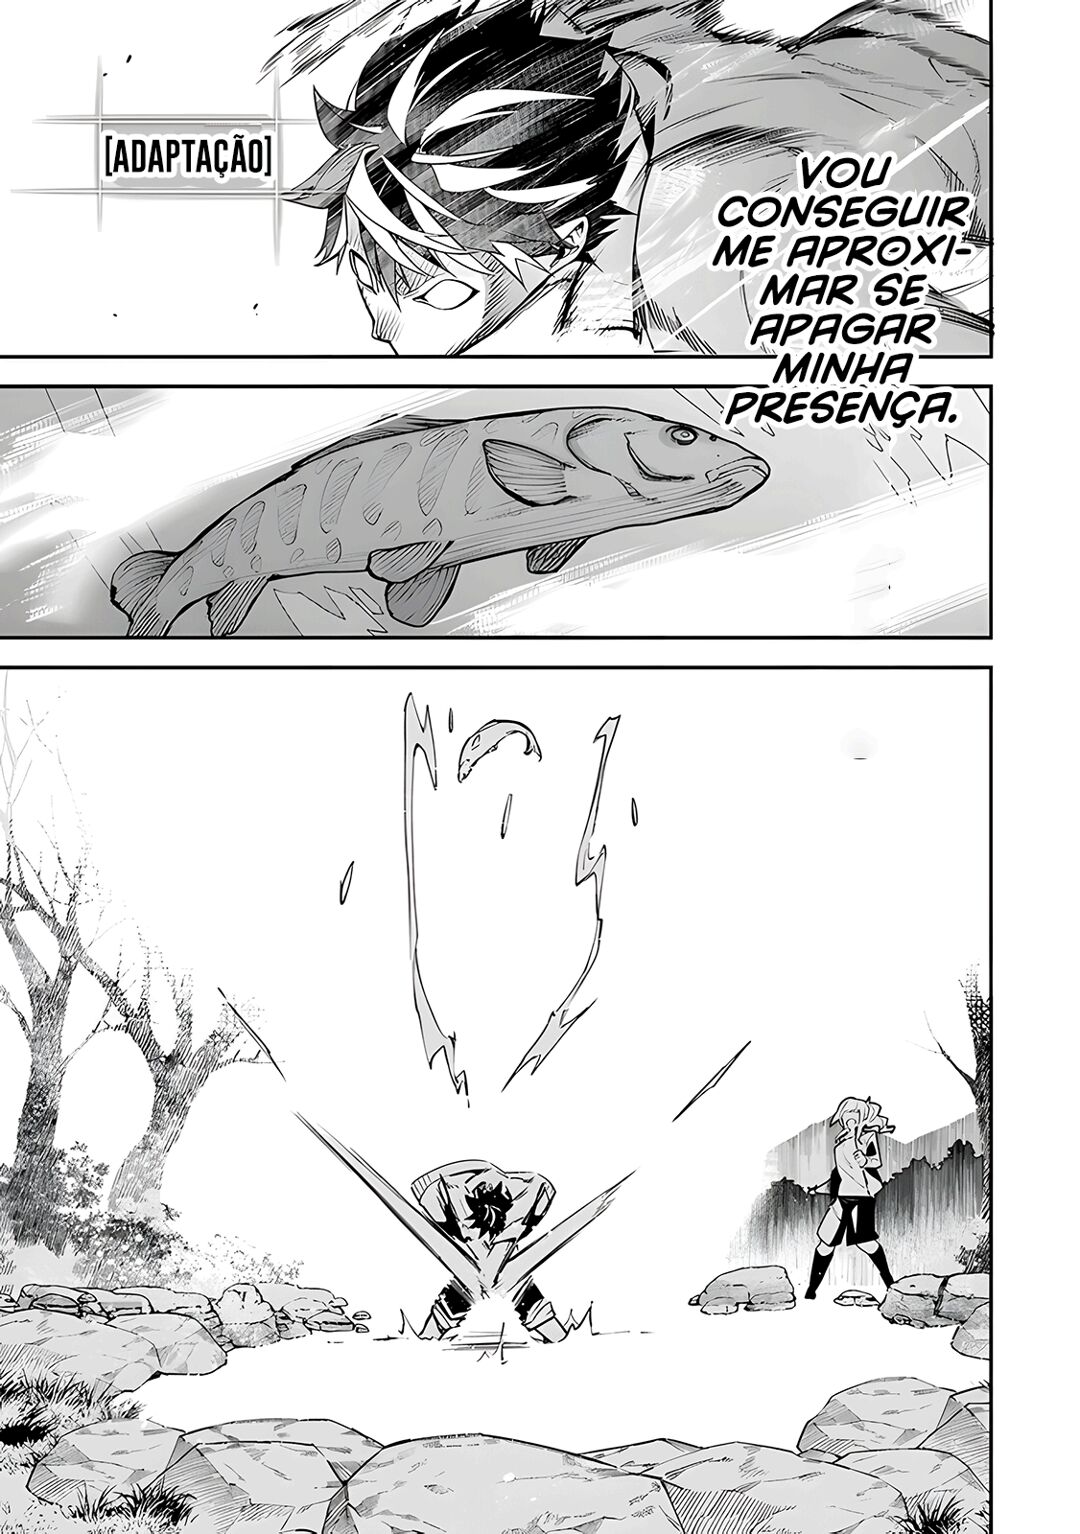 VOU
CONSEGUIR
ME APROXI-
MAR SE
APAGAR
MINHA
PRESENÇA.
[ADAPTAÇÃO]